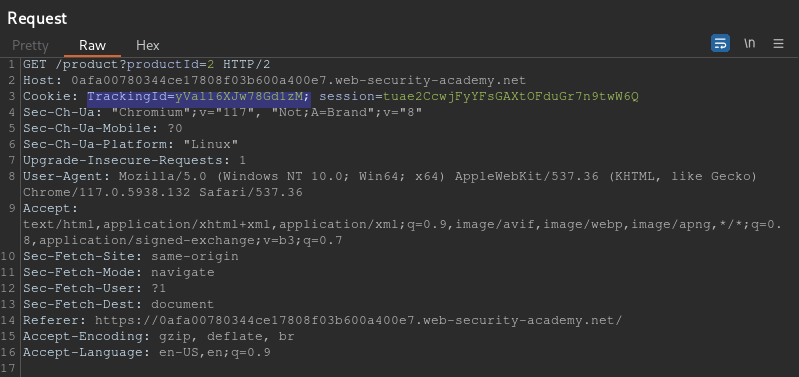 Request
Pretty Raw Hex \n
1 GET /product?productId=2 HTTP/2
2 Host: 0afa00780344ce17808f03b600a400e7.web-security-academy.net
3 Cookie: TrackingId=yVal16XJw78Gd1zM; session=tuae2CcwjFyYFsGAXtOFduGr7n9twW6Q
4 Sec-Ch-Ua: "Chromium";v="117", "Not;A=Brand";v="8"
5 Sec-Ch-Ua-Mobile: ?0
6 Sec-Ch-Ua-Platform: "Linux"
7 Upgrade-Insecure-Requests: 1
8 User-Agent: Mozilla/5.0 (Windows NT 10.0; Win64; x64) AppleWebKit/537.36 (KHTML, like Gecko)
Chrome/117.0.5938.132 Safari/537.36
9 Accept:
text/html,application/xhtml+xml,application/xml;q=0.9,image/avif,image/webp,image/apng,*/*;q=0.
8,application/signed-exchange;v=b3;q=0.7
10 Sec-Fetch-Site: same-origin
11 Sec-Fetch-Mode: navigate
12 Sec-Fetch-User: ?1
13 Sec-Fetch-Dest: document
14 Referer: https://0afa00780344ce17808f03b600a400e7.web-security-academy.net/
15 Accept-Encoding: gzip, deflate, br
16 Accept-Language: en-US,en;q=0.9
17